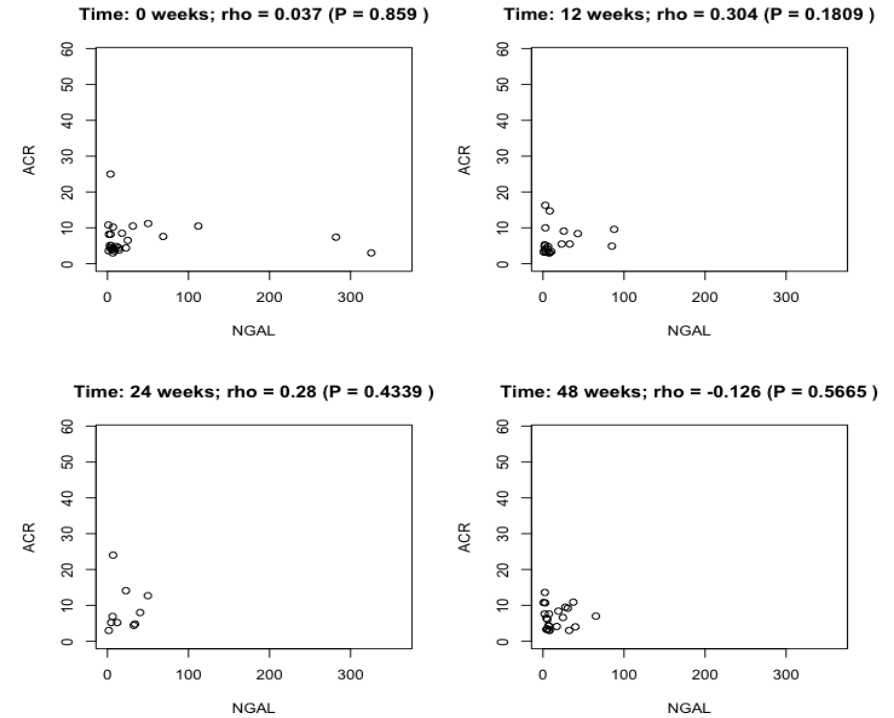 Time: 0 weeks; rho = 0.037 (P = 0.859 )
60
50
40
30
20
10
0
ACR
0 100 200 300
NGAL
Time: 12 weeks; rho = 0.304 (P = 0.1809 )
60
50
40
30
20
10
0
ACR
0 100 200 300
NGAL
Time: 24 weeks; rho = 0.28 (P = 0.4339 )
60
50
40
30
20
10
0
ACR
0 100 200 300
NGAL
Time: 48 weeks; rho = -0.126 (P = 0.5665 )
60
50
40
30
20
10
0
ACR
0 100 200 300
NGAL